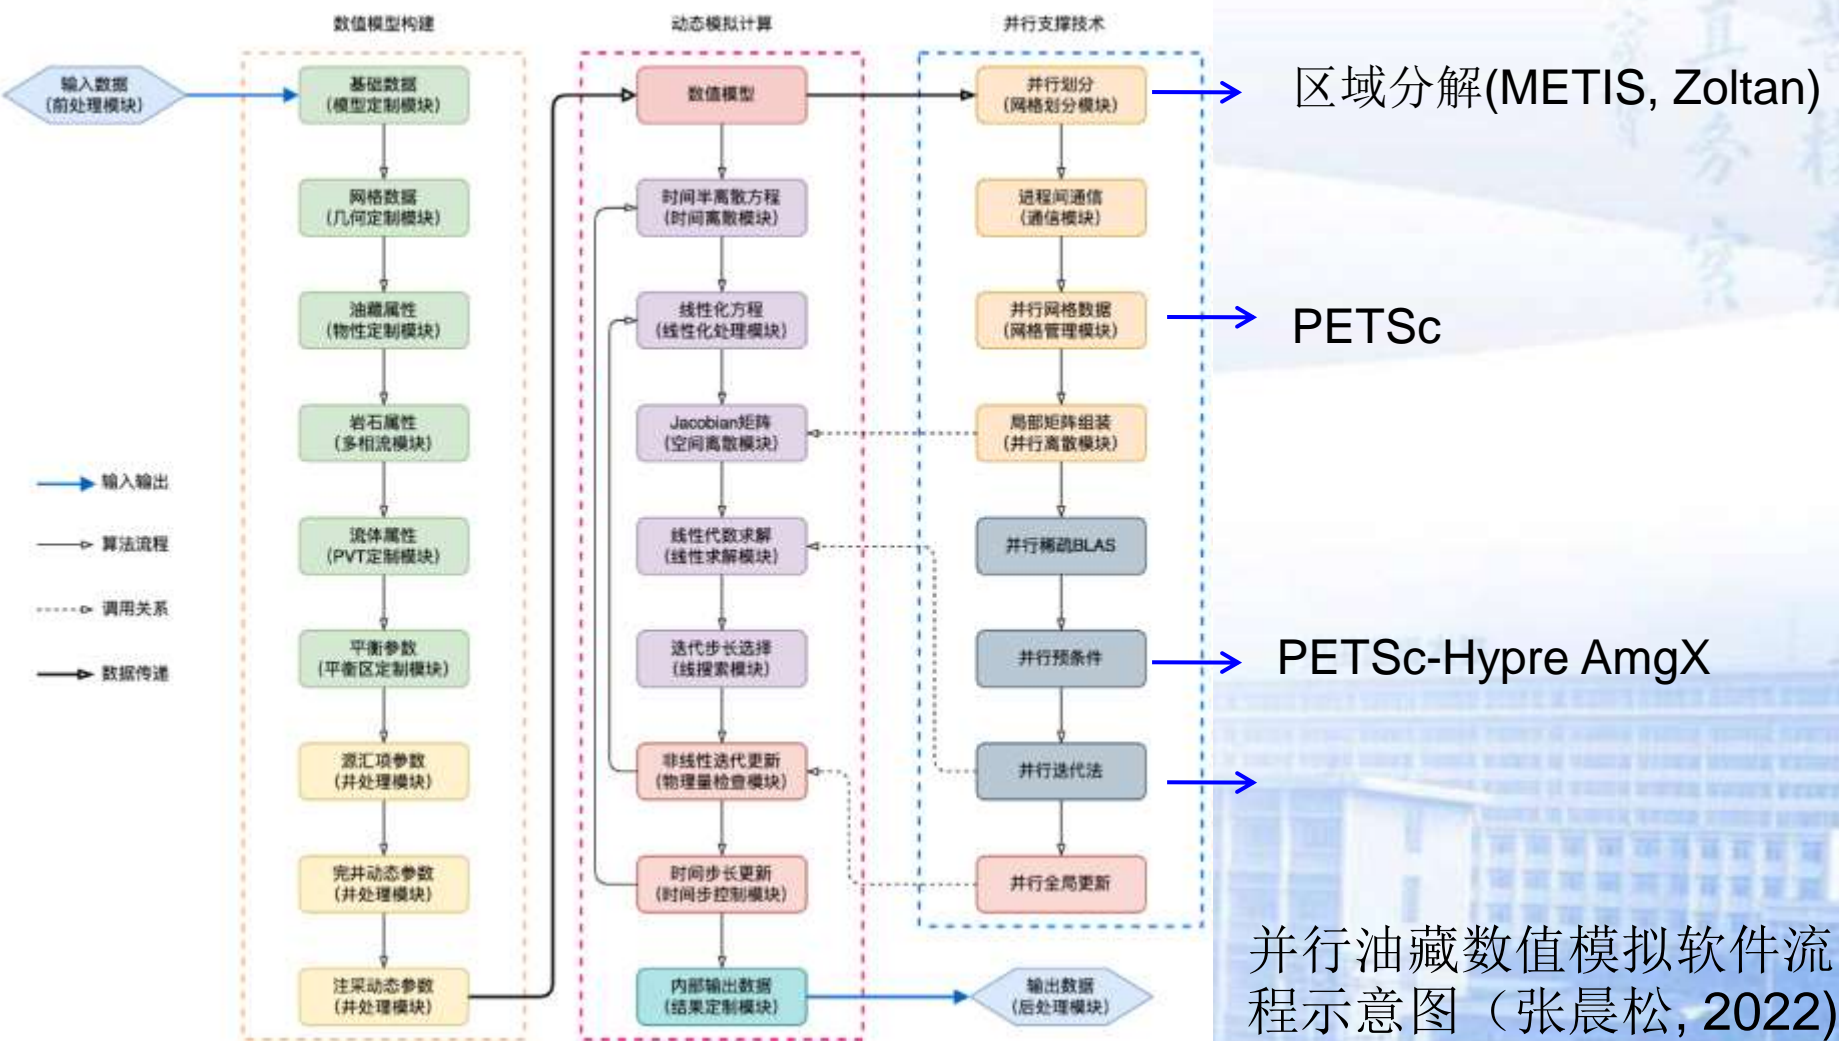 数值模型构建
动态模拟计算
并行支撑技术
输入数据
(前处理模块)
基础数据
(模型定制模块)
网格数据
(几何定制模块)
油藏属性
(物性定制模块)
岩石属性
(多相流模块)
流体属性
(PVT定制模块)
平衡参数
(平衡区定制模块)
源汇项参数
(井处理模块)
完井动态参数
(井处理模块)
注采动态参数
(井处理模块)
数值模型
时间半离散方程
(时间离散模块)
线性化方程
(线性化处理模块)
Jacobian矩阵
(空间离散模块)
线性代数求解
(线性求解模块)
迭代步长选择
(线搜索模块)
非线性迭代更新
(物理量检查模块)
时间步长更新
(时间步控制模块)
内部输出数据
(结果定制模块)
并行划分
(网格划分模块)
进程间通信
(通信模块)
并行网格数据
(网格管理模块)
局部矩阵组装
(并行离散模块)
并行稀疏BLAS
并行预条件
并行迭代法
并行全局更新
输出数据
(后处理模块)
输入输出
算法流程
调用关系
数据传递
区域分解(METIS, Zoltan)
PETSc
PETSc-Hypre AmgX
并行油藏数值模拟软件流
程示意图（张晨松, 2022)